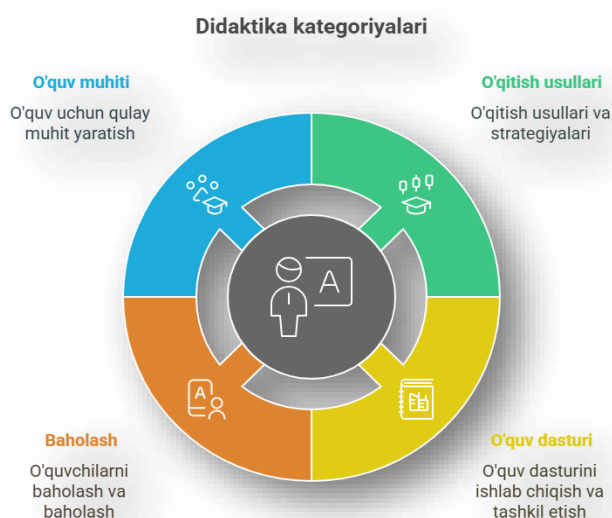 Didaktika kategoriyalari
O'quv muhiti
O'quv uchun qulay
muhit yaratish
O'qitish usullari
O'qitish usullari va
strategiyalari
A
A
Baholash
O'quvchilarni
baholash va
baholash
O'quv dasturi
O'quv dasturini
ishlab chiqish va
tashkil etish